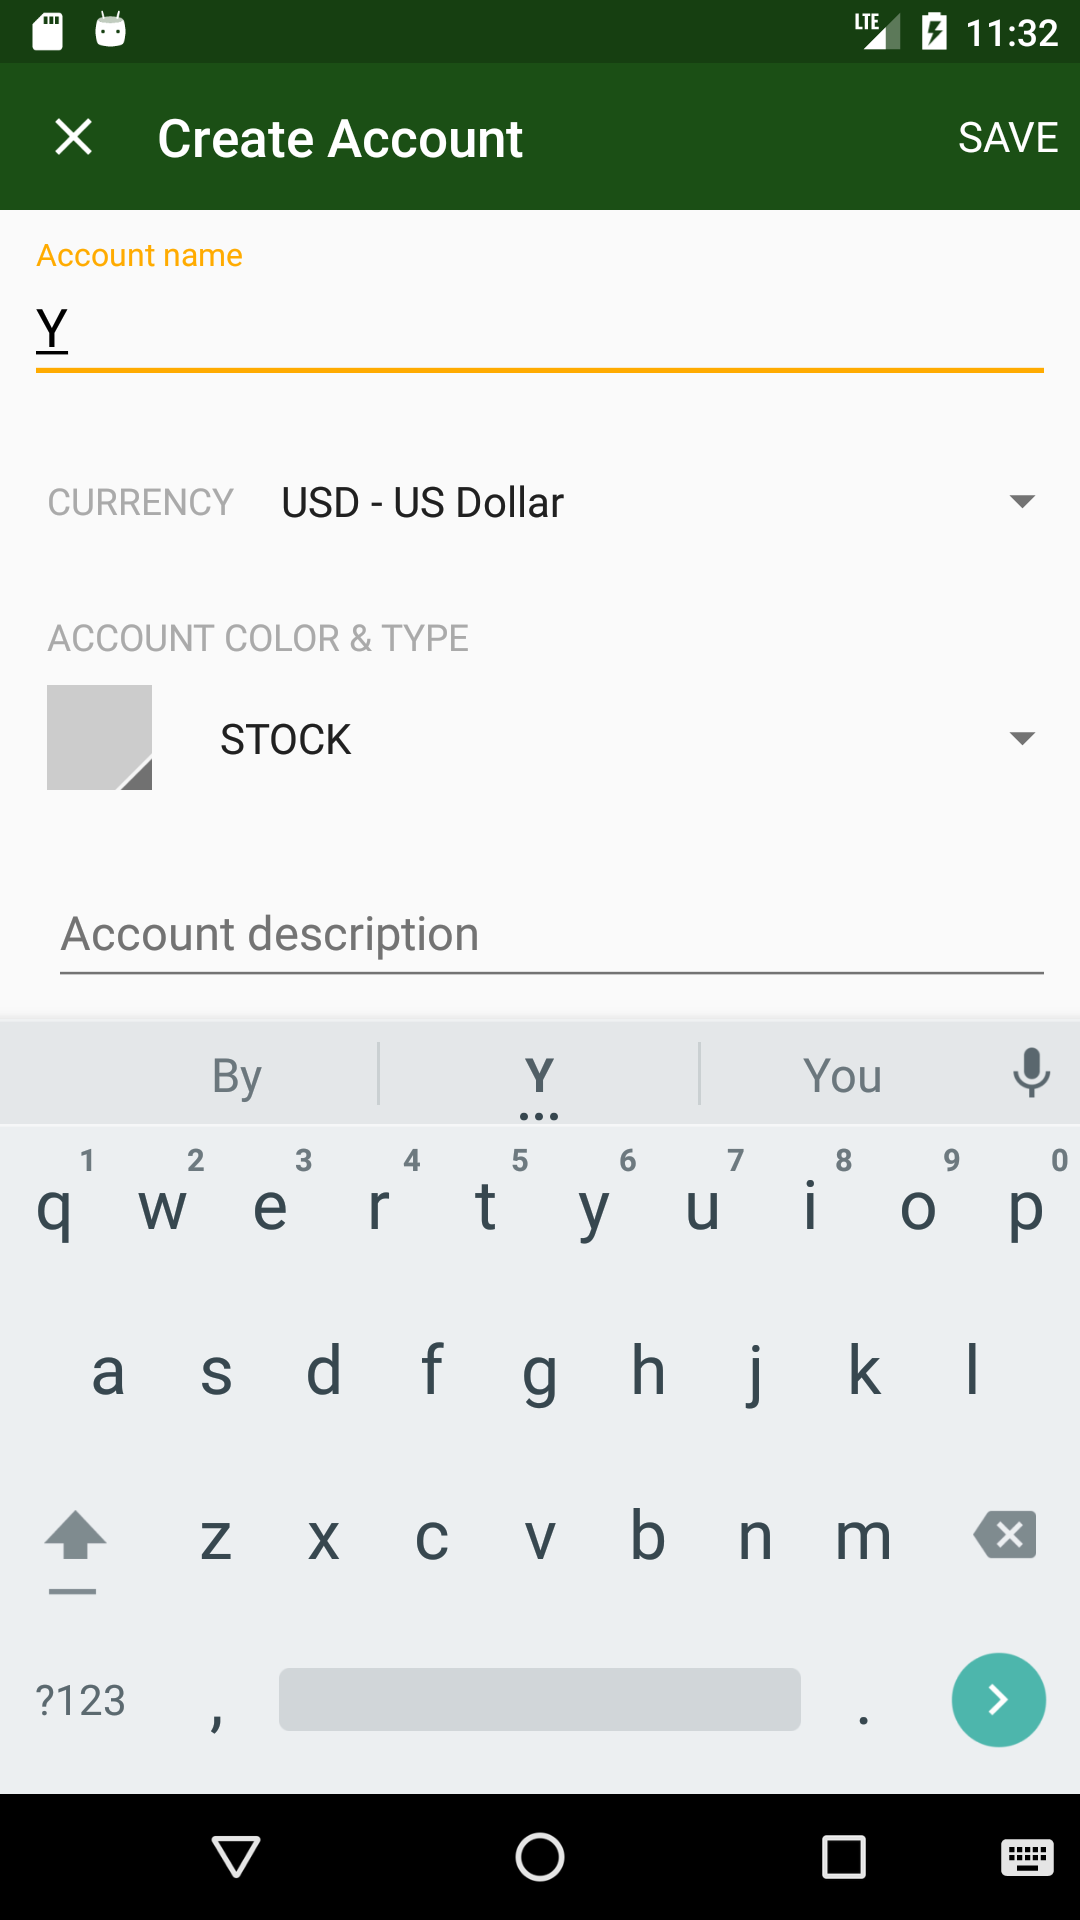 LTE 11:32
Create Account SAVE
Account name
Y
CURRENCY USD - US Dollar
ACCOUNT COLOR & TYPE
STOCK
Account description
By Y You
1 2 3 4 5 6 7 8 9 0
q w e r t y u i o p
a s d f g h j k l
z x c v b n m
?123 , .